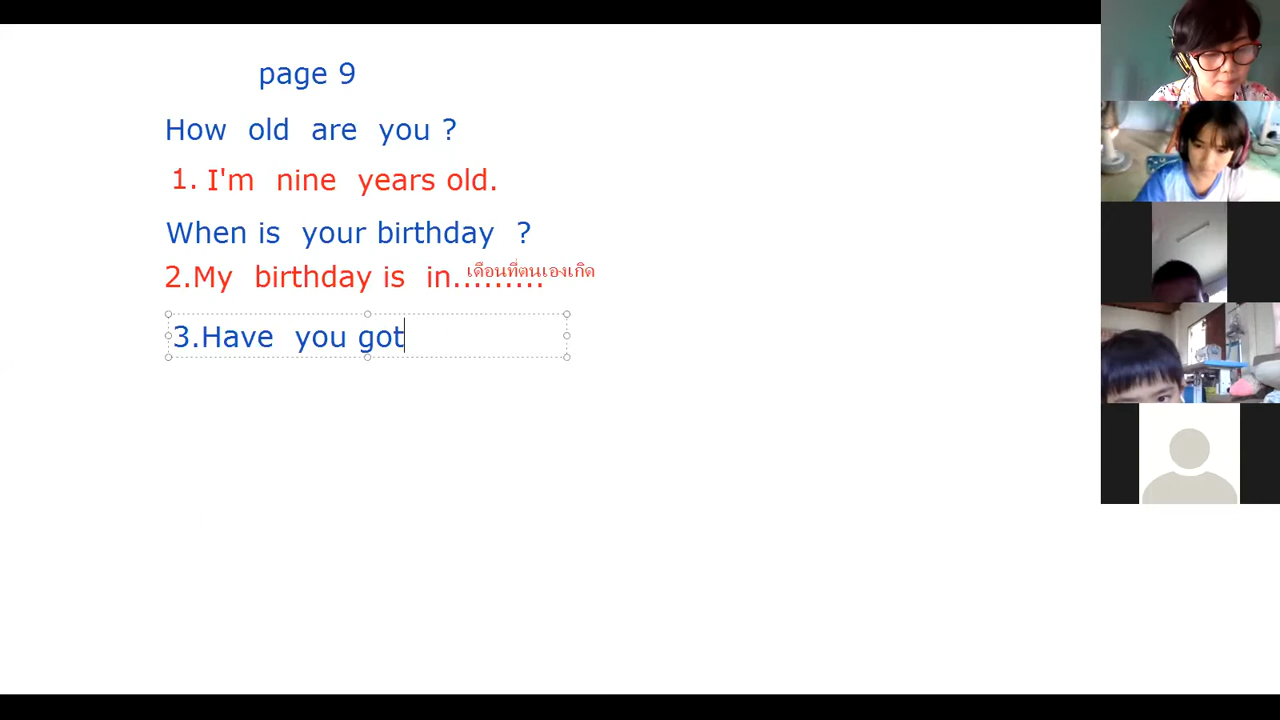 page 9
How old are you ?
1. I'm nine years old.
When is your birthday ?
2.My birthday is in......... เดือนที่ตนเองเกิด
3.Have you got